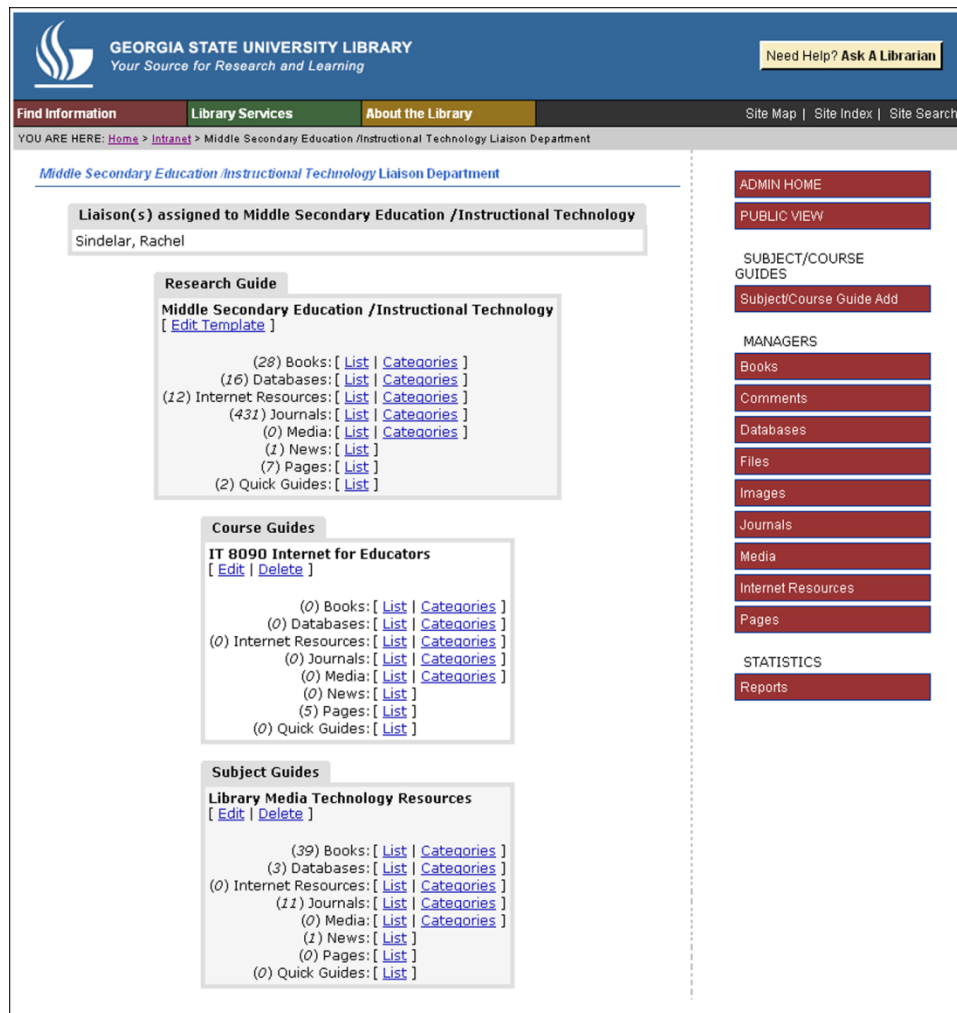 GEORGIA STATE UNIVERSITY LIBRARY
Your Source for Research and Learning
Need Help? Ask A Librarian
Find Information
Library Services
About the Library
Site Map | Site Index | Site Search
YOU ARE HERE: Home > Intranet > Middle Secondary Education /Instructional Technology Liaison Department
Middle Secondary Education /Instructional Technology Liaison Department
Liaison(s) assigned to Middle Secondary Education /Instructional Technology
Sindelar, Rachel
Research Guide
Middle Secondary Education /Instructional Technology
[ Edit Template ]
(28) Books: [ List | Categories ]
(16) Databases: [ List | Categories ]
(12) Internet Resources: [ List | Categories ]
(431) Journals: [ List | Categories ]
(0) Media: [ List | Categories ]
(1) News: [ List ]
(7) Pages: [ List ]
(2) Quick Guides: [ List ]
Course Guides
IT 8090 Internet for Educators
[ Edit | Delete ]
(0) Books: [ List | Categories ]
(0) Databases: [ List | Categories ]
(0) Internet Resources: [ List | Categories ]
(0) Journals: [ List | Categories ]
(0) Media: [ List | Categories ]
(0) News: [ List ]
(5) Pages: [ List ]
(0) Quick Guides: [ List ]
Subject Guides
Library Media Technology Resources
[ Edit | Delete ]
(39) Books: [ List | Categories ]
(3) Databases: [ List | Categories ]
(0) Internet Resources: [ List | Categories ]
(11) Journals: [ List | Categories ]
(0) Media: [ List | Categories ]
(1) News: [ List ]
(0) Pages: [ List ]
(0) Quick Guides: [ List ]
ADMIN HOME
PUBLIC VIEW
SUBJECT/COURSE
GUIDES
Subject/Course Guide Add
MANAGERS
Books
Comments
Databases
Files
Images
Journals
Media
Internet Resources
Pages
STATISTICS
Reports